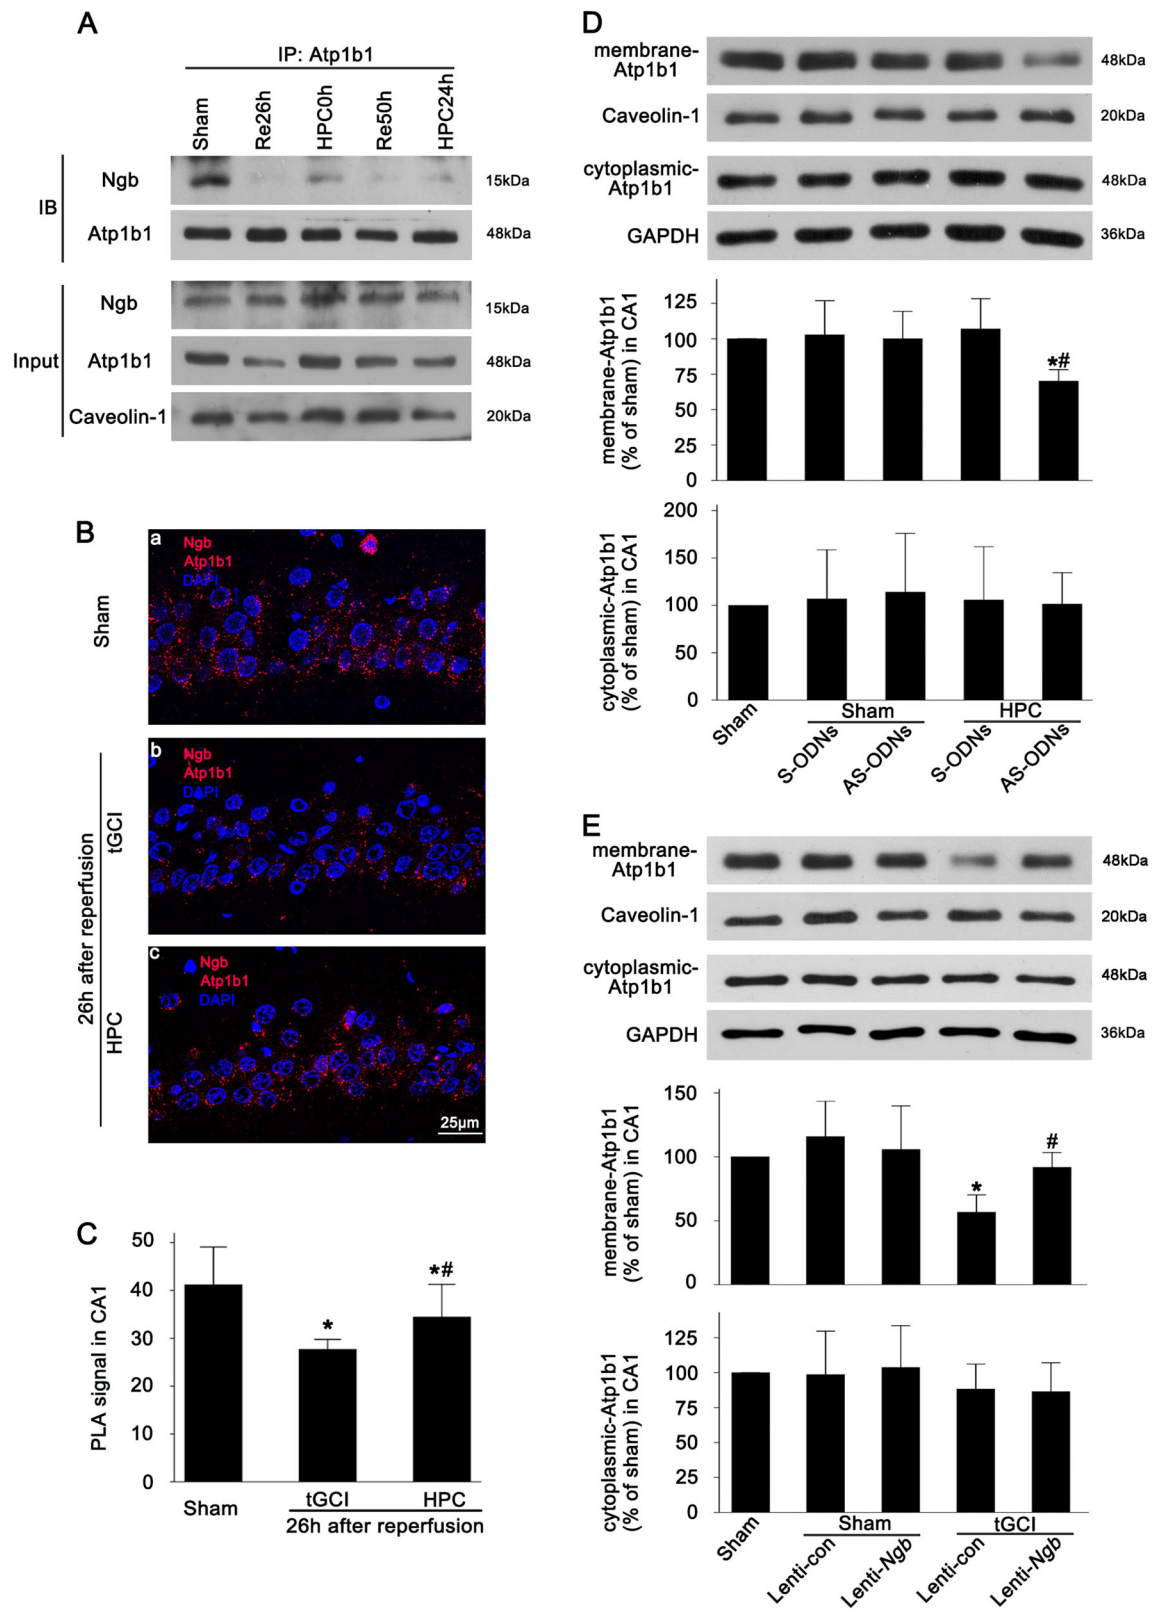 A
IP: Atp1b1
Sham
Re26h
HPC0h
Re50h
HPC24h
IB
Ngb
15kDa
Atp1b1
48kDa
Input
Ngb
15kDa
Atp1b1
48kDa
Caveolin-1
20kDa
B
Sham
a
Ngb
Atp1b1
DAPI
26h after reperfusion
tGCI
b
Ngb
Atp1b1
DAPI
HPC
c
Ngb
Atp1b1
DAPI
25μm
C
PLA signal in CA1
50
40
30
20
10
0
*
*#
Sham
tGCI
HPC
26h after reperfusion
D
membrane-
Atp1b1
48kDa
Caveolin-1
20kDa
cytoplasmic-
Atp1b1
48kDa
GAPDH
36kDa
membrane-Atp1b1
(% of sham) in CA1
125
100
75
50
25
0
*#
cytoplasmic-Atp1b1
(% of sham) in CA1
200
150
100
50
0
Sham
Sham
HPC
S-ODNs
AS-ODNs
S-ODNs
AS-ODNs
E
membrane-
Atp1b1
48kDa
Caveolin-1
20kDa
cytoplasmic-
Atp1b1
48kDa
GAPDH
36kDa
membrane-Atp1b1
(% of sham) in CA1
150
100
50
0
*
#
cytoplasmic-Atp1b1
(% of sham) in CA1
125
100
75
50
25
0
Sham
Sham
tGCI
Lenti-con
Lenti-Ngb
Lenti-con
Lenti-Ngb